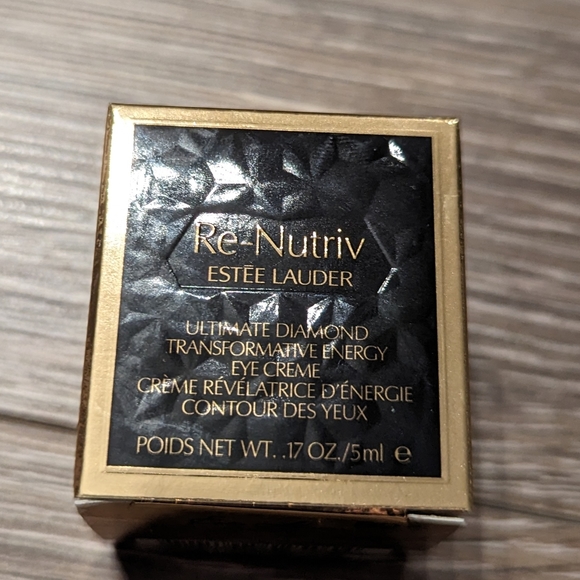 Re-Nutriv
ESTĒE LAUDER
ULTIMATE DIAMOND
TRANSFORMATIVE ENERGY
EYE CREME
CRÈME RÉVÉLATRICE D'ÉNERGIE
CONTOUR DES YEUX
POIDS NET WT. .17 OZ./5ml ℮